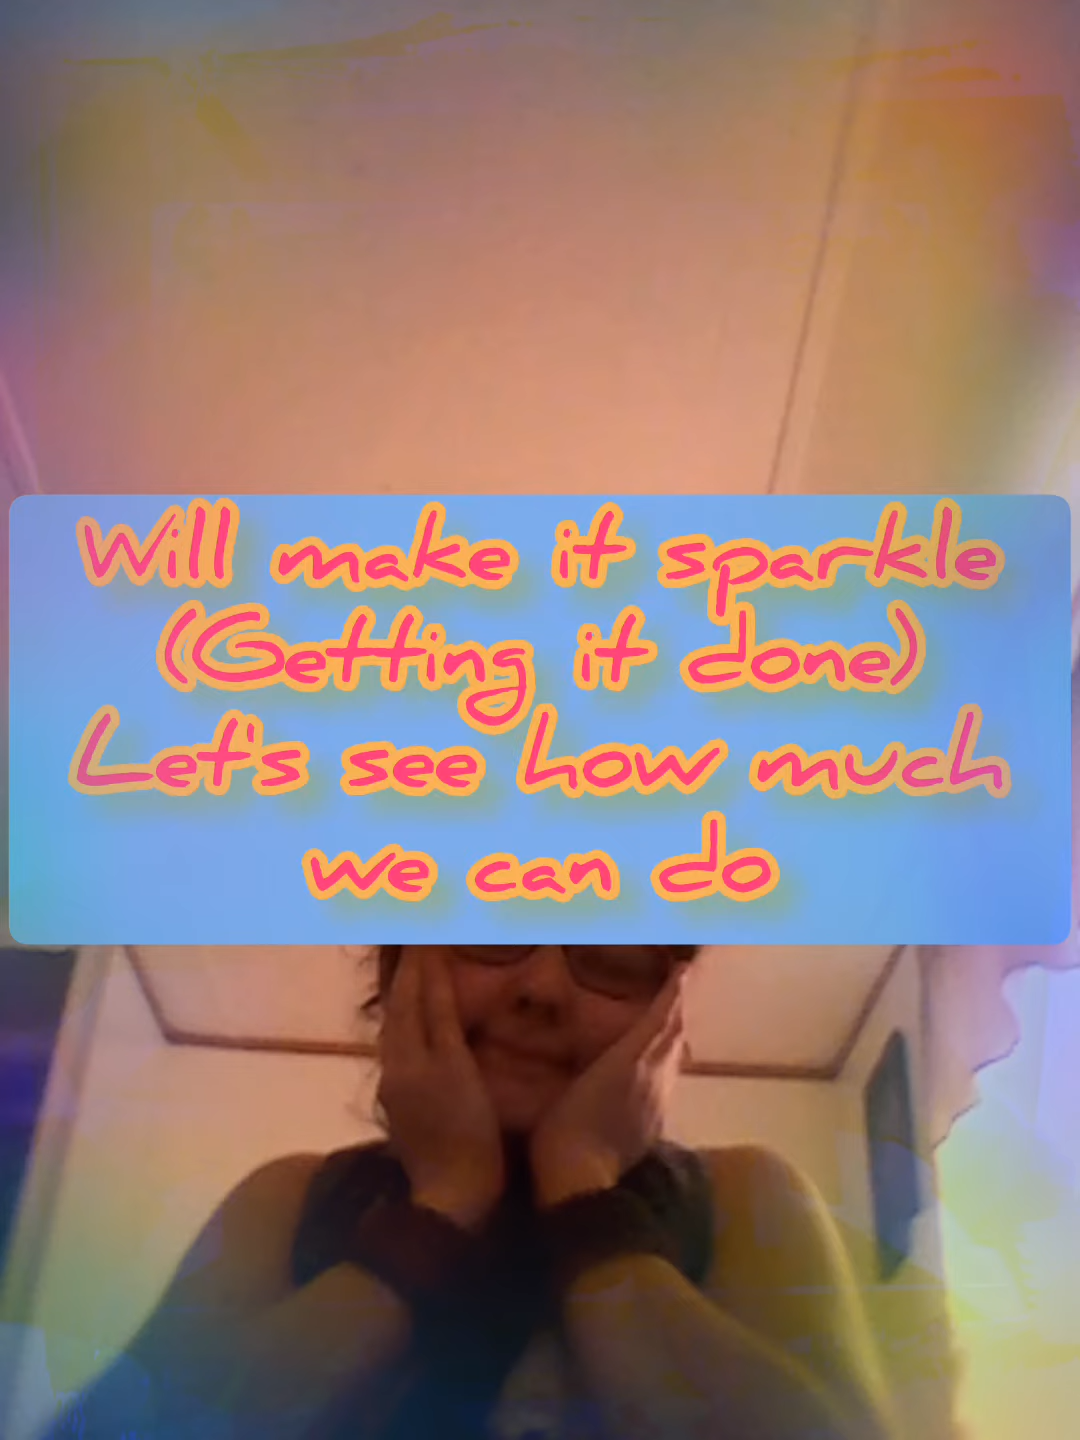 Will make it sparkle
(Getting it done)
Let's see how much
we can do